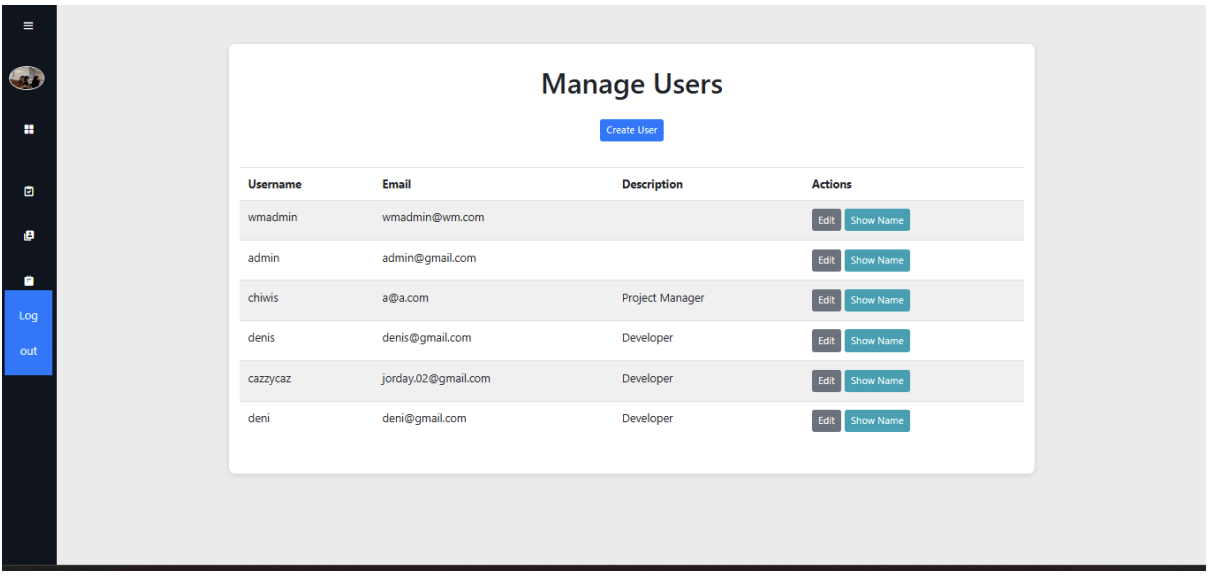 Manage Users
Create User
Username Email Description Actions
wmadmin wmadmin@wm.com Edit Show Name
admin admin@gmail.com Edit Show Name
chiwis a@a.com Project Manager Edit Show Name
Log
denis denis@gmail.com Developer Edit Show Name
out
cazzycaz jorday.02@gmail.com Developer Edit Show Name
deni deni@gmail.com Developer Edit Show Name